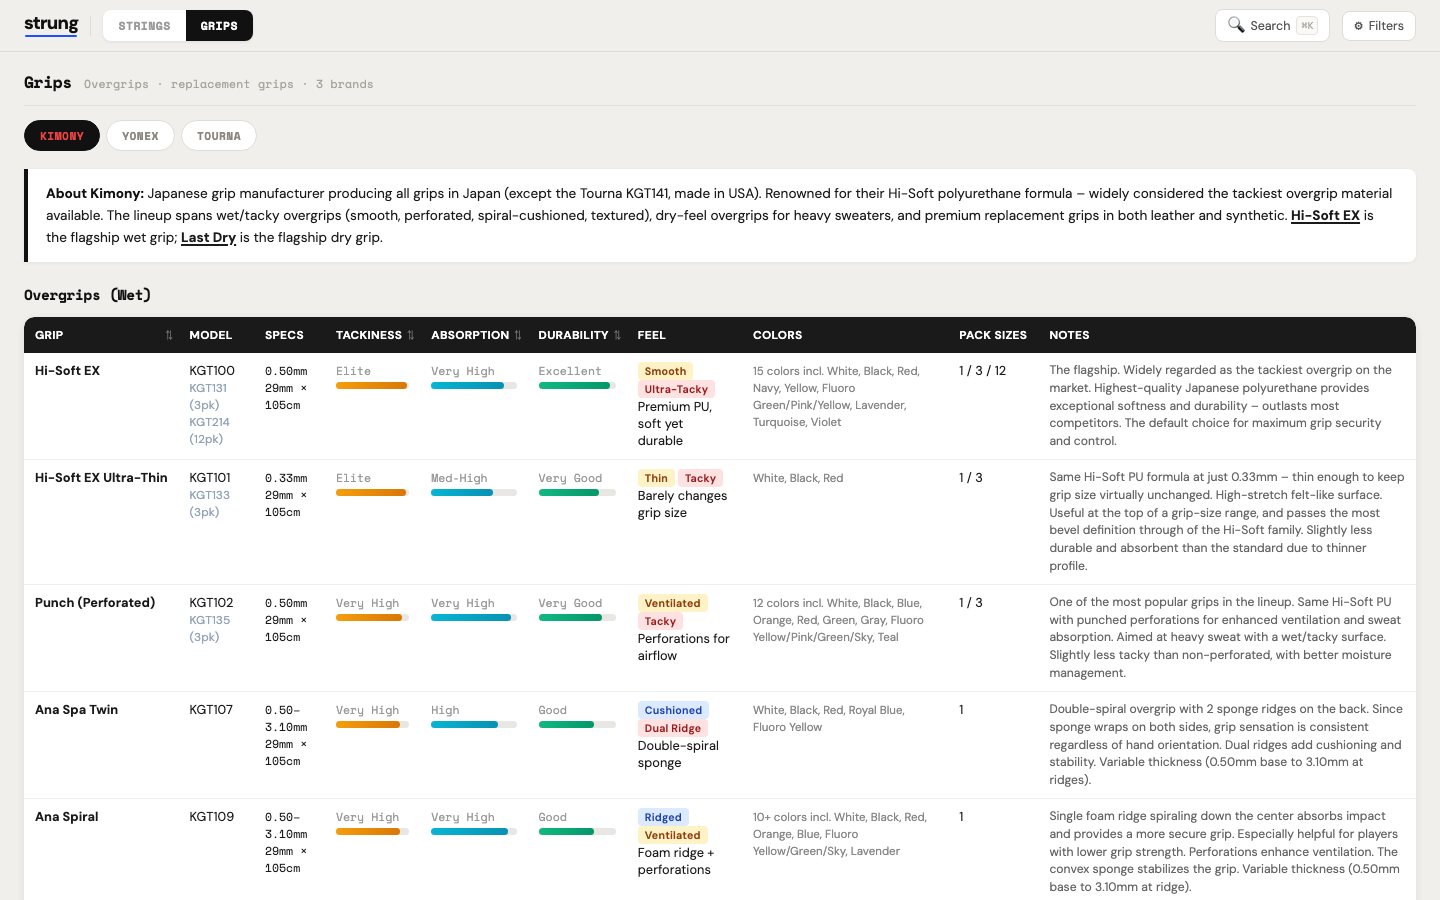 strung
STRINGS
GRIPS
Search ⌘K
Filters
Grips
Overgrips · replacement grips · 3 brands
KIMONY
YONEX
TOURNA
About Kimony: Japanese grip manufacturer producing all grips in Japan (except the Tourna KGT141, made in USA). Renowned for their Hi-Soft polyurethane formula – widely considered the tackiest overgrip material
available. The lineup spans wet/tacky overgrips (smooth, perforated, spiral-cushioned, textured), dry-feel overgrips for heavy sweaters, and premium replacement grips in both leather and synthetic. Hi-Soft EX is
the flagship wet grip; Last Dry is the flagship dry grip.
Overgrips (Wet)
GRIP ⇅
MODEL
SPECS
TACKINESS ⇅
ABSORPTION ⇅
DURABILITY ⇅
FEEL
COLORS
PACK SIZES
NOTES
Hi-Soft EX
KGT100
KGT131
(3pk)
KGT214
(12pk)
0.50mm
29mm ×
105cm
Elite
Very High
Excellent
Smooth
Ultra-Tacky
Premium PU,
soft yet
durable
15 colors incl. White, Black, Red,
Navy, Yellow, Fluoro
Green/Pink/Yellow, Lavender,
Turquoise, Violet
1 / 3 / 12
The flagship. Widely regarded as the tackiest overgrip on the
market. Highest-quality Japanese polyurethane provides
exceptional softness and durability – outlasts most
competitors. The default choice for maximum grip security
and control.
Hi-Soft EX Ultra-Thin
KGT101
KGT133
(3pk)
0.33mm
29mm ×
105cm
Elite
Med-High
Very Good
Thin Tacky
Barely changes
grip size
White, Black, Red
1 / 3
Same Hi-Soft PU formula at just 0.33mm – thin enough to keep
grip size virtually unchanged. High-stretch felt-like surface.
Useful at the top of a grip-size range, and passes the most
bevel definition through of the Hi-Soft family. Slightly less
durable and absorbent than the standard due to thinner
profile.
Punch (Perforated)
KGT102
KGT135
(3pk)
0.50mm
29mm ×
105cm
Very High
Very High
Very Good
Ventilated
Tacky
Perforations for
airflow
12 colors incl. White, Black, Blue,
Orange, Red, Green, Gray, Fluoro
Yellow/Pink/Green/Sky, Teal
1 / 3
One of the most popular grips in the lineup. Same Hi-Soft PU
with punched perforations for enhanced ventilation and sweat
absorption. Aimed at heavy sweat with a wet/tacky surface.
Slightly less tacky than non-perforated, with better moisture
management.
Ana Spa Twin
KGT107
0.50–
3.10mm
29mm ×
105cm
Very High
High
Good
Cushioned
Dual Ridge
Double-spiral
sponge
White, Black, Red, Royal Blue,
Fluoro Yellow
1
Double-spiral overgrip with 2 sponge ridges on the back. Since
sponge wraps on both sides, grip sensation is consistent
regardless of hand orientation. Dual ridges add cushioning and
stability. Variable thickness (0.50mm base to 3.10mm at
ridges).
Ana Spiral
KGT109
0.50–
3.10mm
29mm ×
105cm
Very High
Very High
Good
Ridged
Ventilated
Foam ridge +
perforations
10+ colors incl. White, Black, Red,
Orange, Blue, Fluoro
Yellow/Green/Sky, Lavender
1
Single foam ridge spiraling down the center absorbs impact
and provides a more secure grip. Especially helpful for players
with lower grip strength. Perforations enhance ventilation. The
convex sponge stabilizes the grip. Variable thickness (0.50mm
base to 3.10mm at ridge).